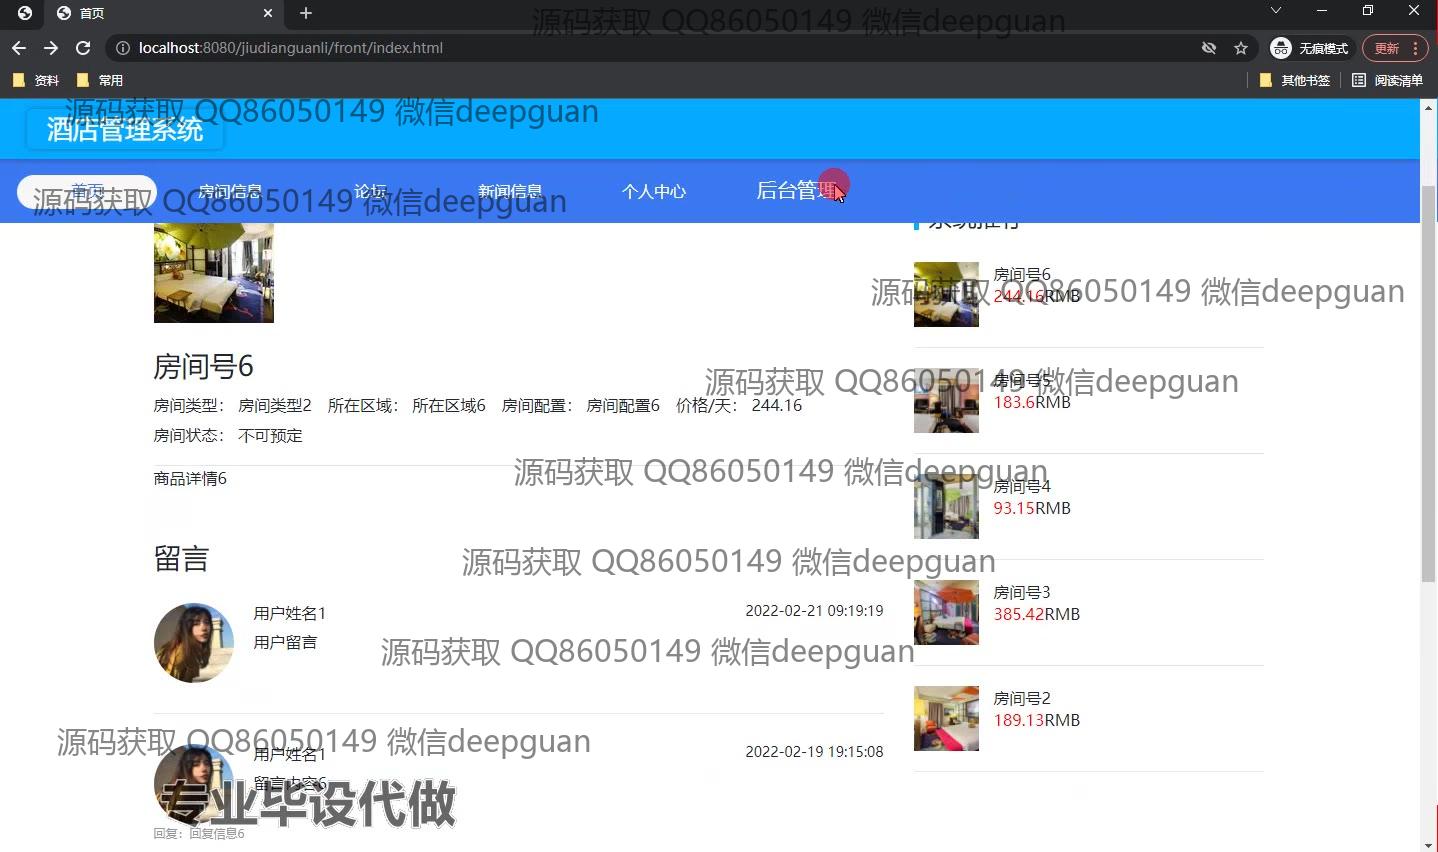 首页
源码获取 QQ86050149 微信deepguan
localhost:8080/jiudianguanli/front/index.html
无痕模式
更新
资料
常用
其他书签
阅读清单
源码获取 QQ86050149 微信deepguan
酒店管理系统
首页
房间信息
论坛
新闻信息
个人中心
后台管理
源码获取 QQ86050149 微信deepguan
系统推荐
房间号6
244.16RMB
源码获取 QQ86050149 微信deepguan
房间号6
房间类型： 房间类型2 所在区域： 所在区域6 房间配置： 房间配置6 价格/天： 244.16
房间状态： 不可预定
源码获取 QQ86050149 微信deepguan
房间号5
183.6RMB
商品详情6
源码获取 QQ86050149 微信deepguan
房间号4
93.15RMB
留言
源码获取 QQ86050149 微信deepguan
房间号3
385.42RMB
用户姓名1
2022-02-21 09:19:19
用户留言
源码获取 QQ86050149 微信deepguan
房间号2
189.13RMB
源码获取 QQ86050149 微信deepguan
用户姓名1
2022-02-19 19:15:08
留言内容6
专业毕设代做
回复：回复信息6